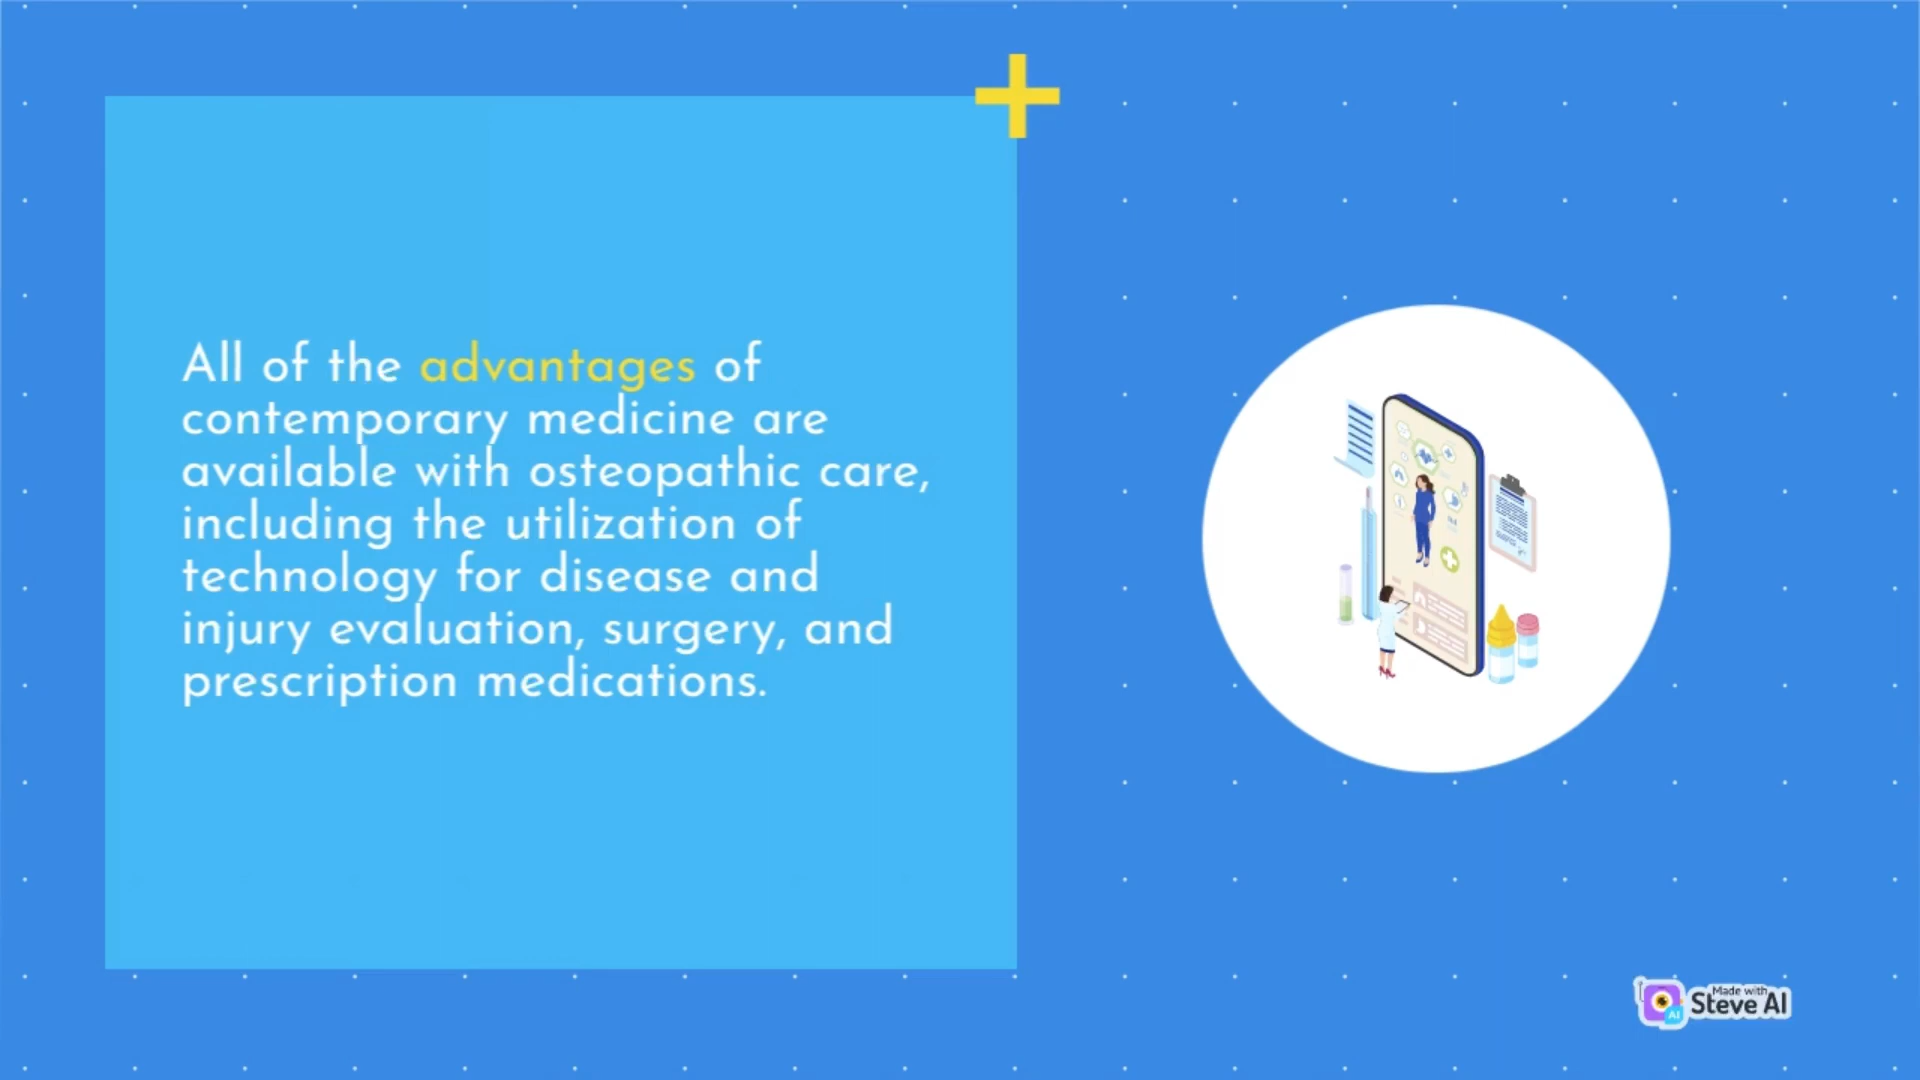 All of the advantages of
contemporary medicine are
available with osteopathic care,
including the utilization of
technology for disease and
injury evaluation, surgery, and
prescription medications.
Made with
Steve AI
AI